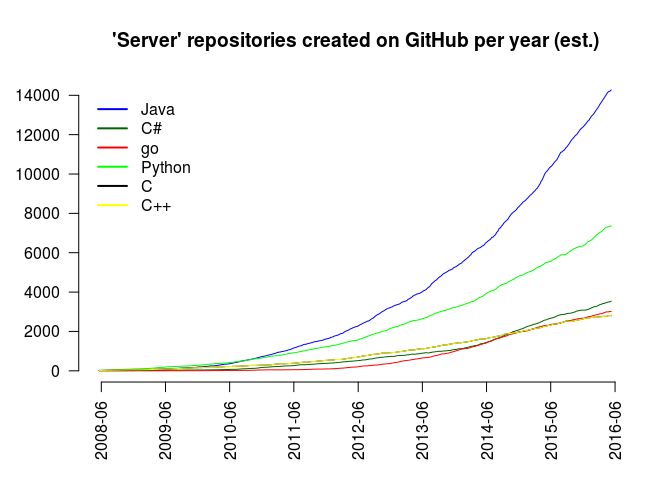 'Server' repositories created on GitHub per year (est.)
14000
12000
10000
8000
6000
4000
2000
0
Java
C#
go
Python
C
C++
2008-06
2009-06
2010-06
2011-06
2012-06
2013-06
2014-06
2015-06
2016-06